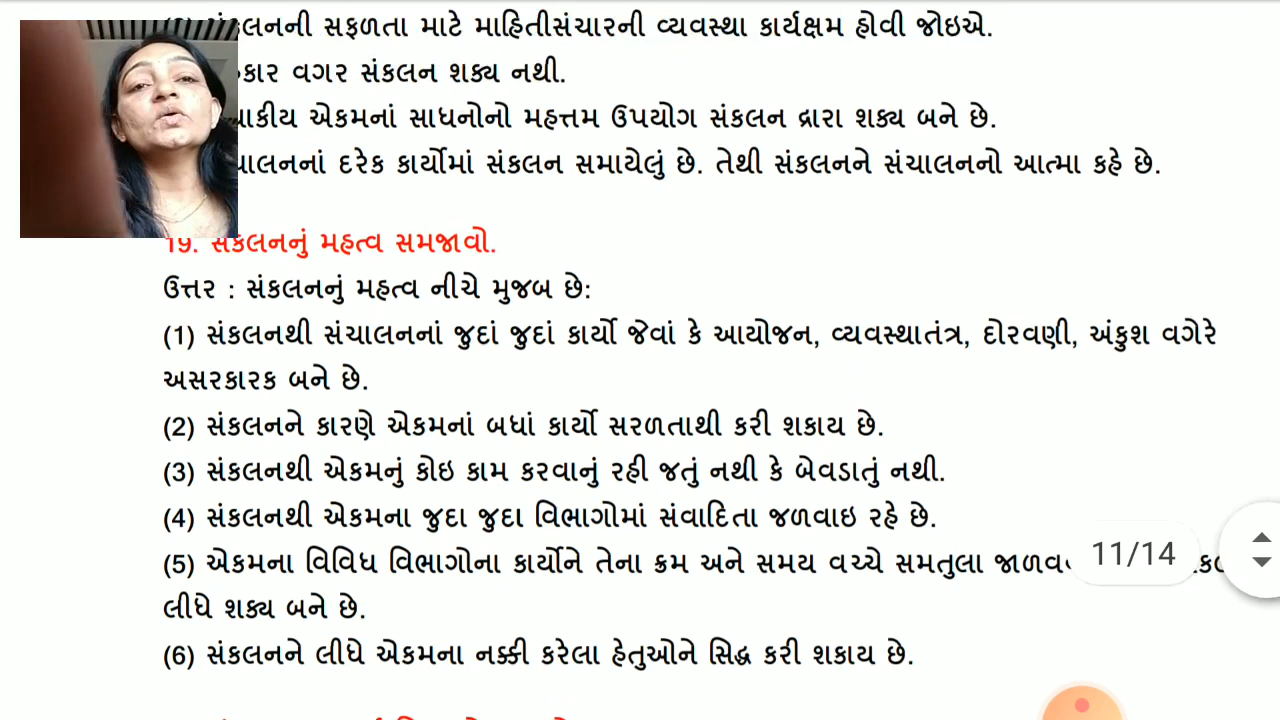 સંકલનની સફળતા માટે માહિતીસંચારની વ્યવસ્થા કાર્યક્ષમ હોવી જોઇએ.
વગર સંકલન શક્ય નથી.
એકમનાં સાધનોનો મહત્તમ ઉપયોગ સંકલન દ્રારા શક્ય બને છે.
દરેક કાર્યોમાં સંકલન સમાયેલું છે. તેથી સંકલનને સંચાલનનો આત્મા કહે છે.
19. સંકલનનું મહત્વ સમજાવો.
ઉત્તર : સંકલનનું મહત્વ નીચે મુજબ છે:
(1) સંકલનથી સંચાલનનાં જુદાં જુદાં કાર્યો જેવાં કે આયોજન, વ્યવસ્થાતંત્ર, દોરવણી, અંકુશ વગેરે
અસરકારક બને છે.
(2) સંકલનને કારણે એકમનાં બધાં કાર્યો સરળતાથી કરી શકાય છે.
(3) સંકલનથી એકમનું કોઇ કામ કરવાનું રહી જતું નથી કે બેવડાતું નથી.
(4) સંકલનથી એકમના જુદા જુદા વિભાગોમાં સંવાદિતા જળવાઇ રહે છે.
(5) એકમના વિવિધ વિભાગોના કાર્યોને તેના ક્રમ અને સમય વચ્ચે સમતુલા
11/14
લીધે શક્ય બને છે.
(6) સંકલનને લીધે એકમના નક્કી કરેલા હેતુઓને સિદ્ધ કરી શકાય છે.